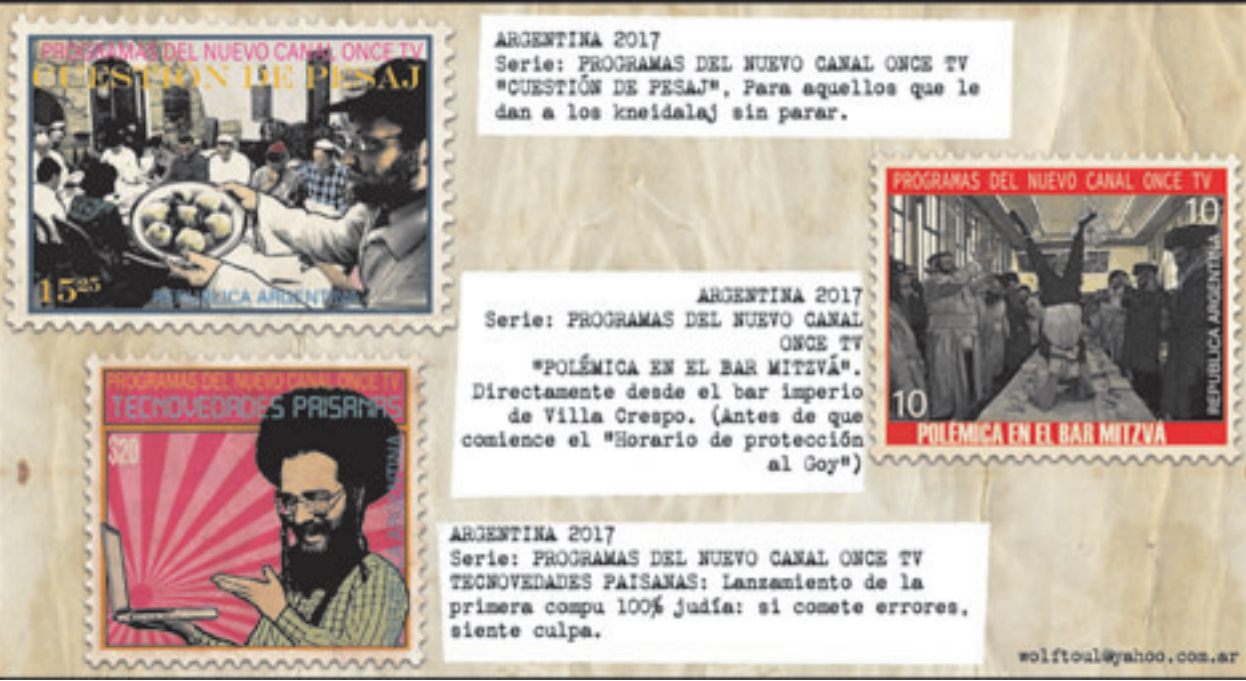 PROGRAMAS DEL NUEVO CANAL ONCE TV
CUESTIÓN DE PESAJ
15²⁵
REPUBLICA ARGENTINA
ARGENTINA 2017
Serie: PROGRAMAS DEL NUEVO CANAL ONCE TV
"CUESTIÓN DE PESAJ", Para aquellos que le
dan a los kneidalaj sin parar.
PROGRAMAS DEL NUEVO CANAL ONCE TV
10
REPUBLICA ARGENTINA
10
POLÉMICA EN EL BAR MITZVÁ
ARGENTINA 2017
Serie: PROGRAMAS DEL NUEVO CANAL
ONCE TV
"POLÉMICA EN EL BAR MITZVÁ".
Directamente desde el bar imperio
de Villa Crespo. (Antes de que
comience el "Horario de protección
al Goy")
PROGRAMAS DEL NUEVO CANAL ONCE TV
TECNOVEDADES PAISANAS
$20
ARGENTINA 2017
Serie: PROGRAMAS DEL NUEVO CANAL ONCE TV
TECNOVEDADES PAISANAS: Lanzamiento de la
primera compu 100% judía: si comete errores,
siente culpa.
wolftoul@yahoo.com.ar